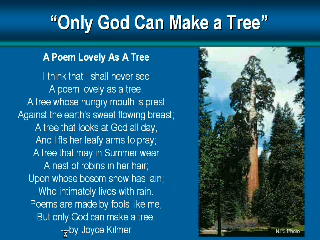 “Only God Can Make a Tree”
A Poem Lovely As A Tree
I think that I shall never see
A poem lovely as a tree.
A tree whose hungry mouth is prest
Against the earth's sweet flowing breast;
A tree that looks at God all day,
And lifts her leafy arms to pray;
A tree that may in Summer wear
A nest of robins in her hair;
Upon whose bosom snow has lain;
Who intimately lives with rain.
Poems are made by fools like me,
But only God can make a tree.
by Joyce Kilmer
Photo